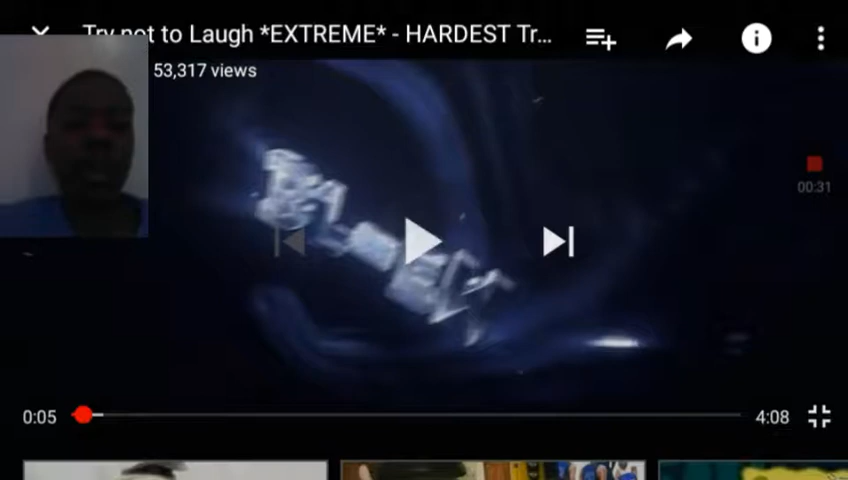 Try not to Laugh *EXTREME* - HARDEST Tr...
53,317 views
00:31
0:05
4:08